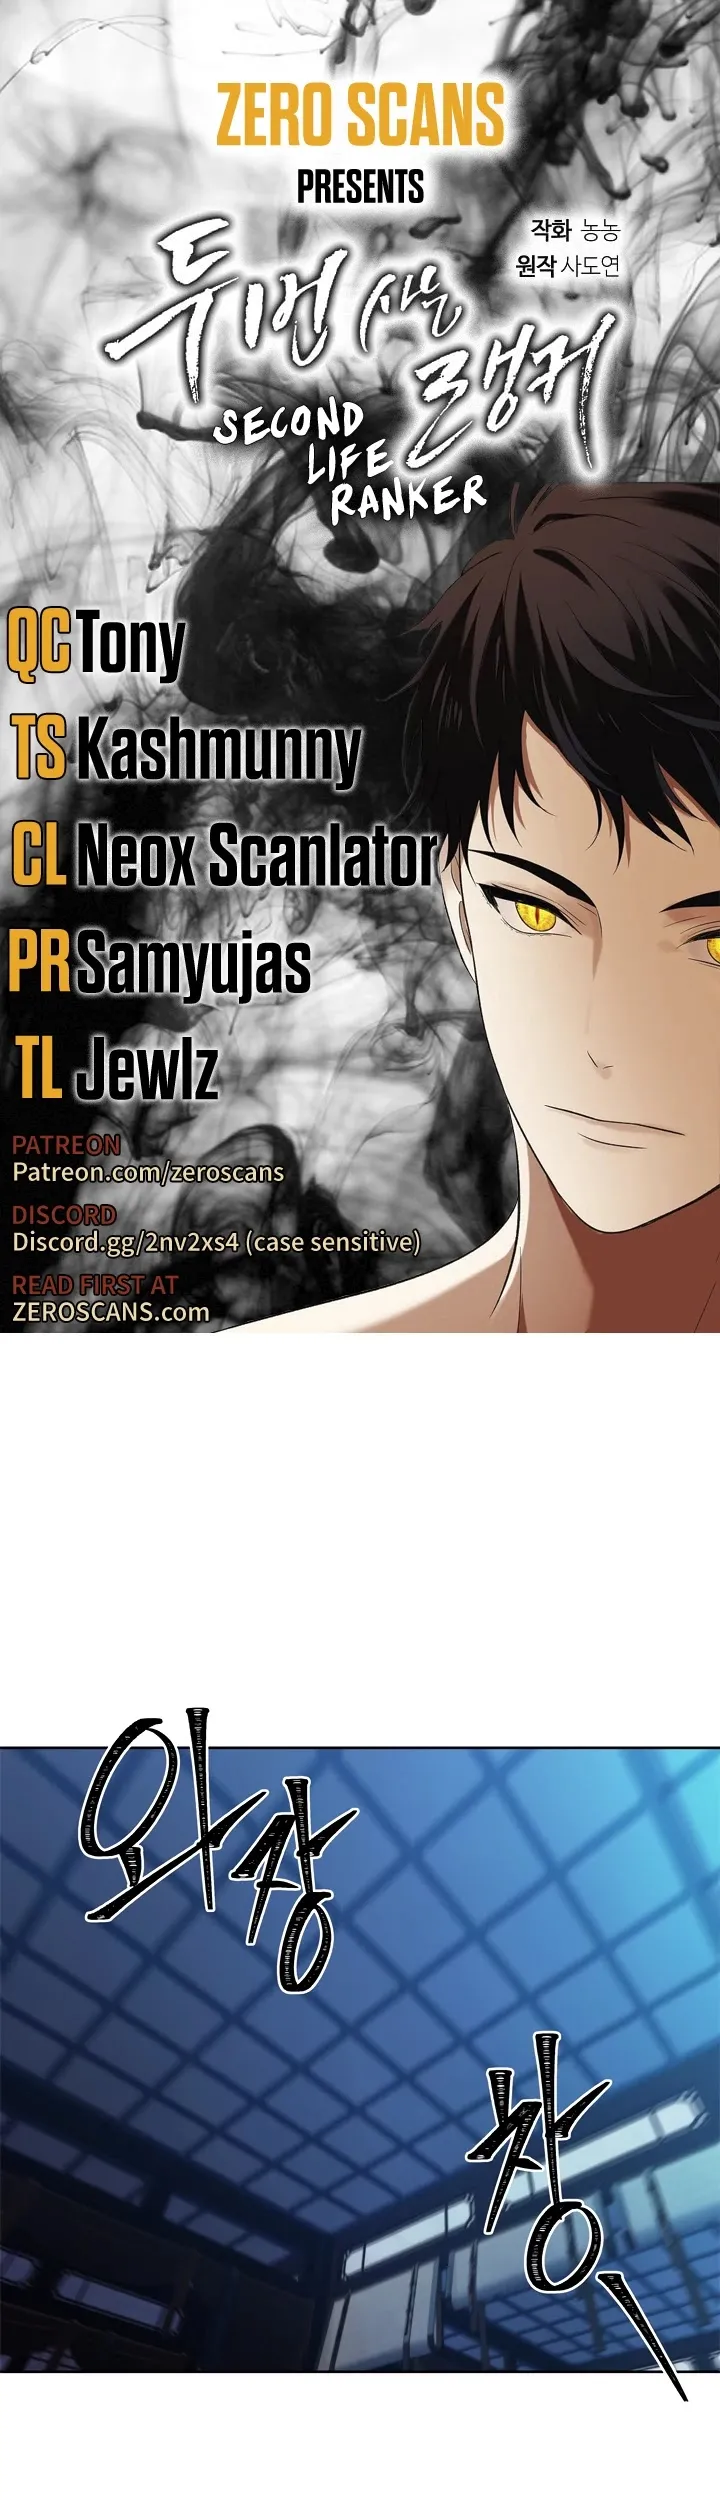 ZERO SCANS
PRESENTS
작화 농농
원작 사도연
두 번 사는
랭커
SECOND
LIFE
RANKER
QC Tony
TS Kashmunny
CL Neox Scanlator
PR Samyujas
TL Jewlz
PATREON
Patreon.com/zeroscans
DISCORD
Discord.gg/2nv2xs4 (case sensitive)
READ FIRST AT
ZEROSCANS.com
와장
창